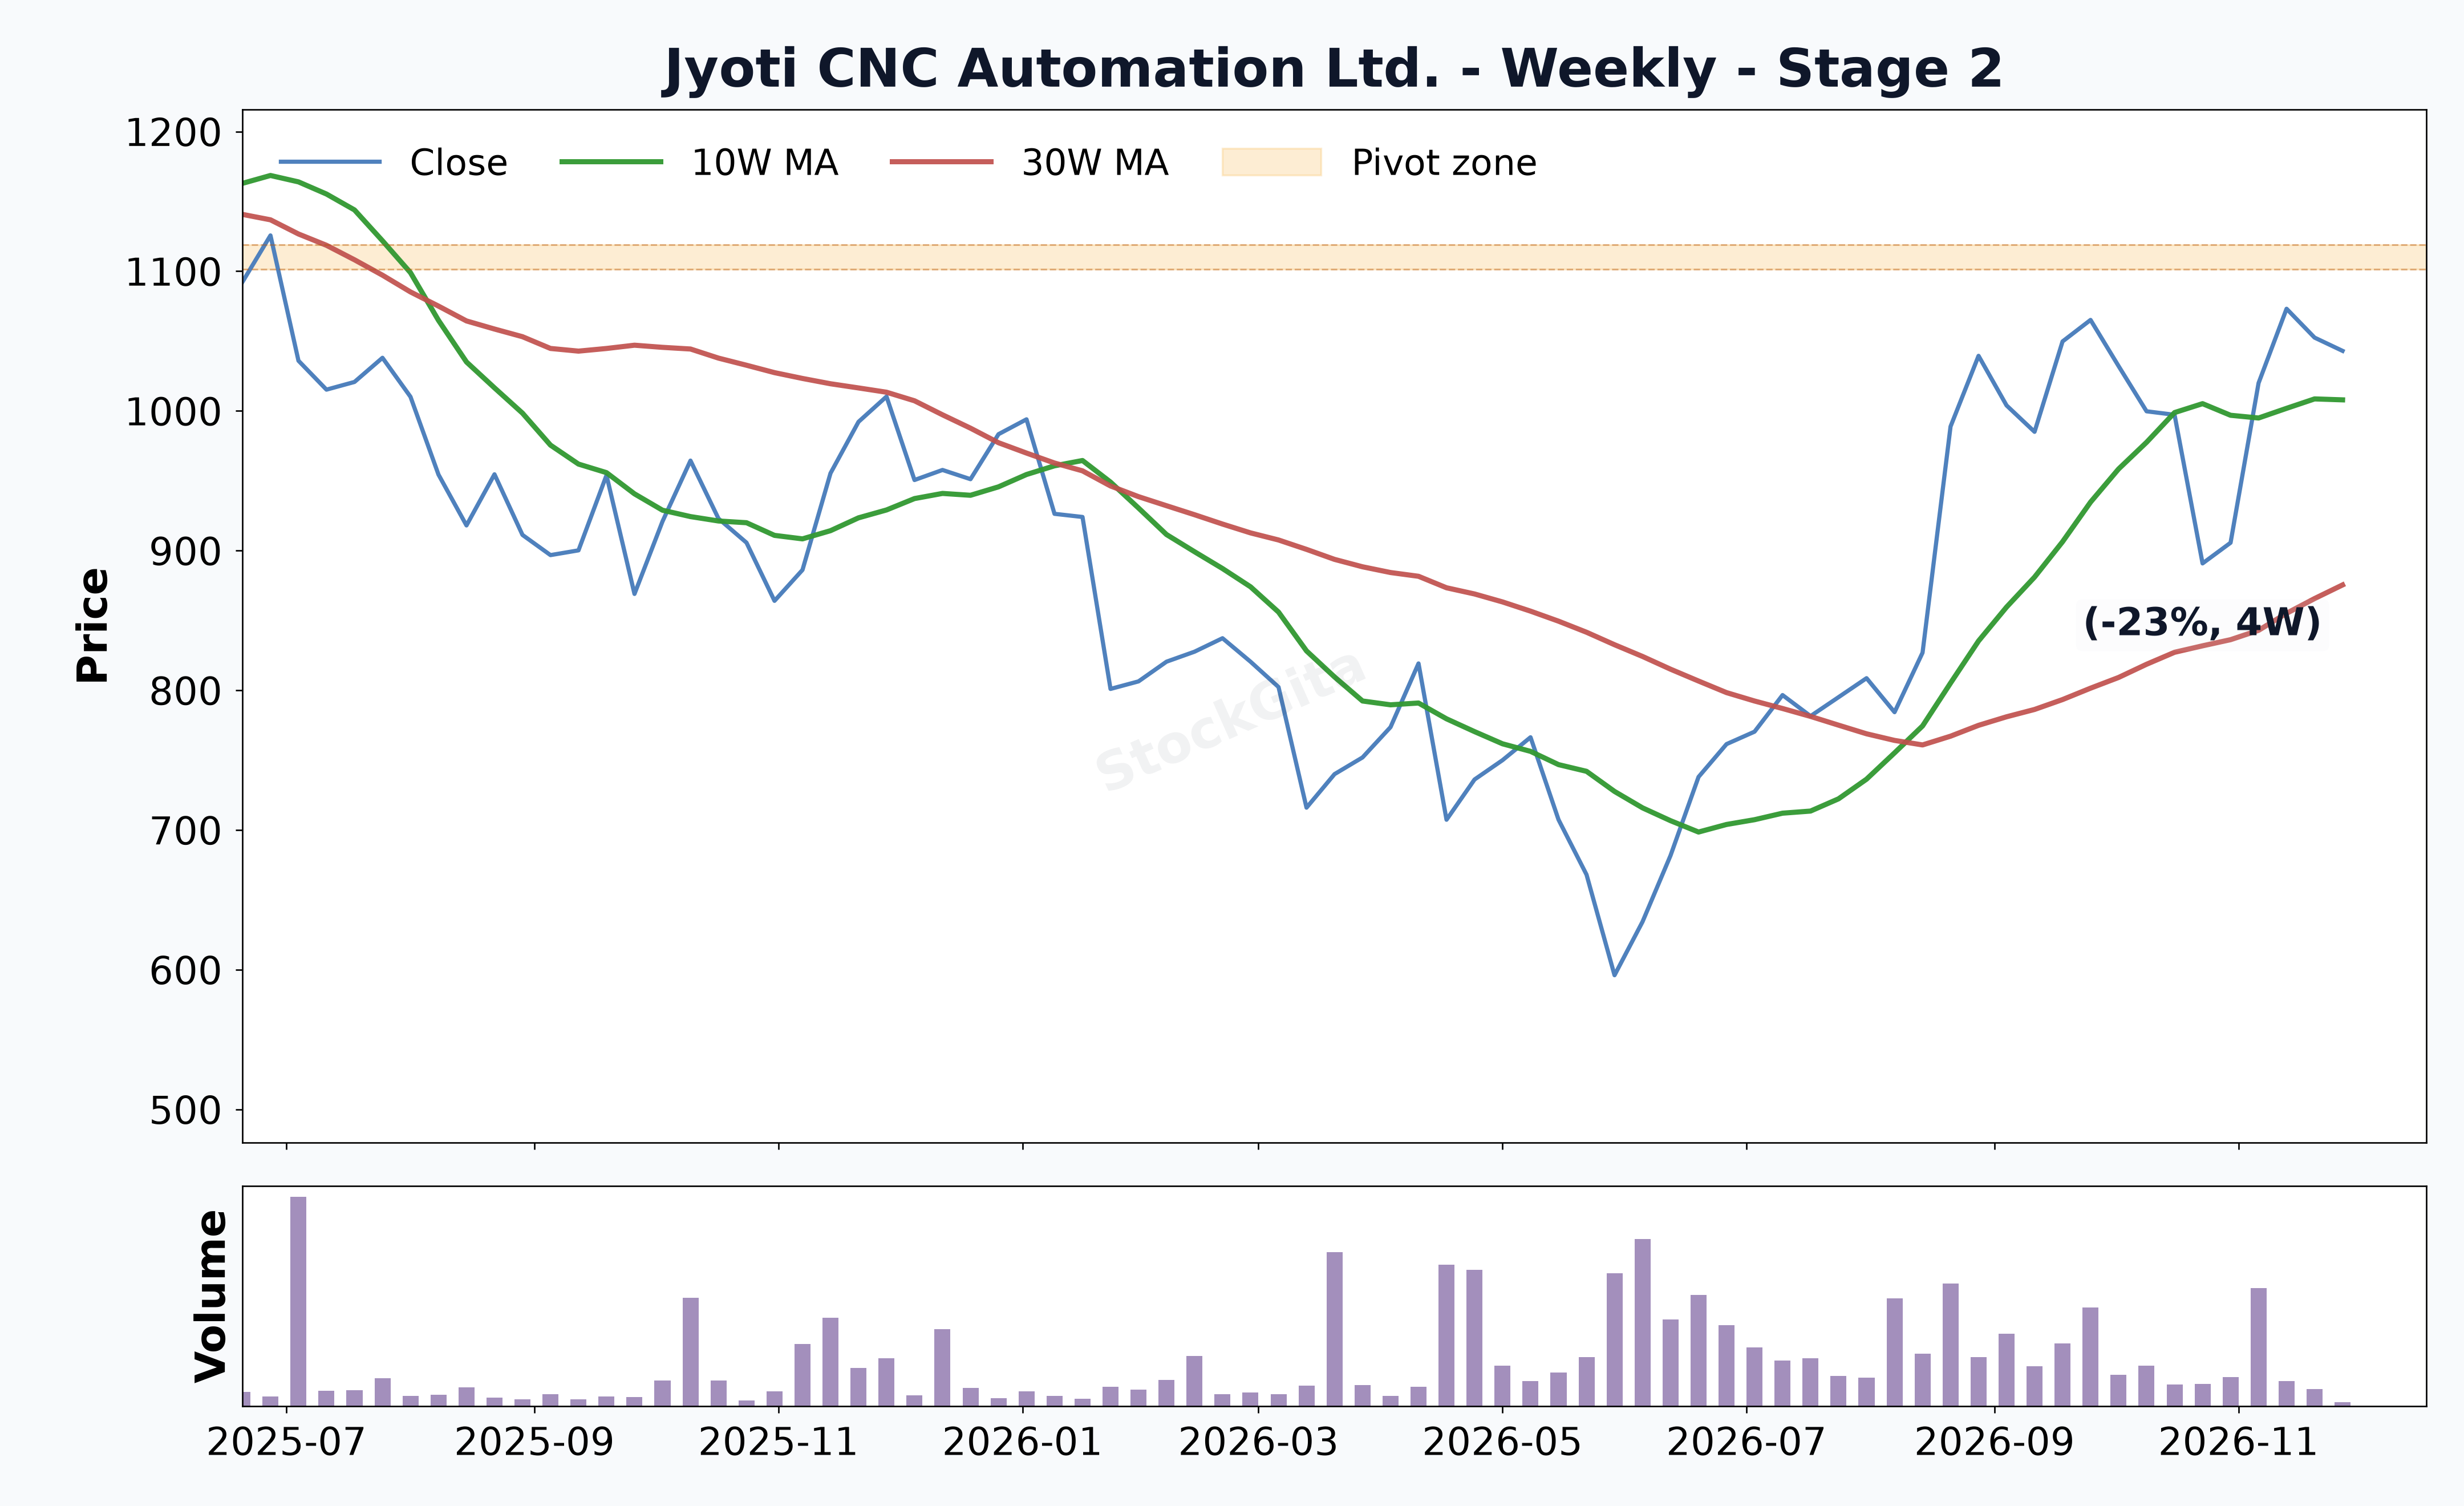 Jyoti CNC Automation Ltd. - Weekly - Stage 2
Close
10W MA
30W MA
Pivot zone
1200
1100
1000
900
800
700
600
500
Price
(-23%, 4W)
StockGita
Volume
2025-07
2025-09
2025-11
2026-01
2026-03
2026-05
2026-07
2026-09
2026-11